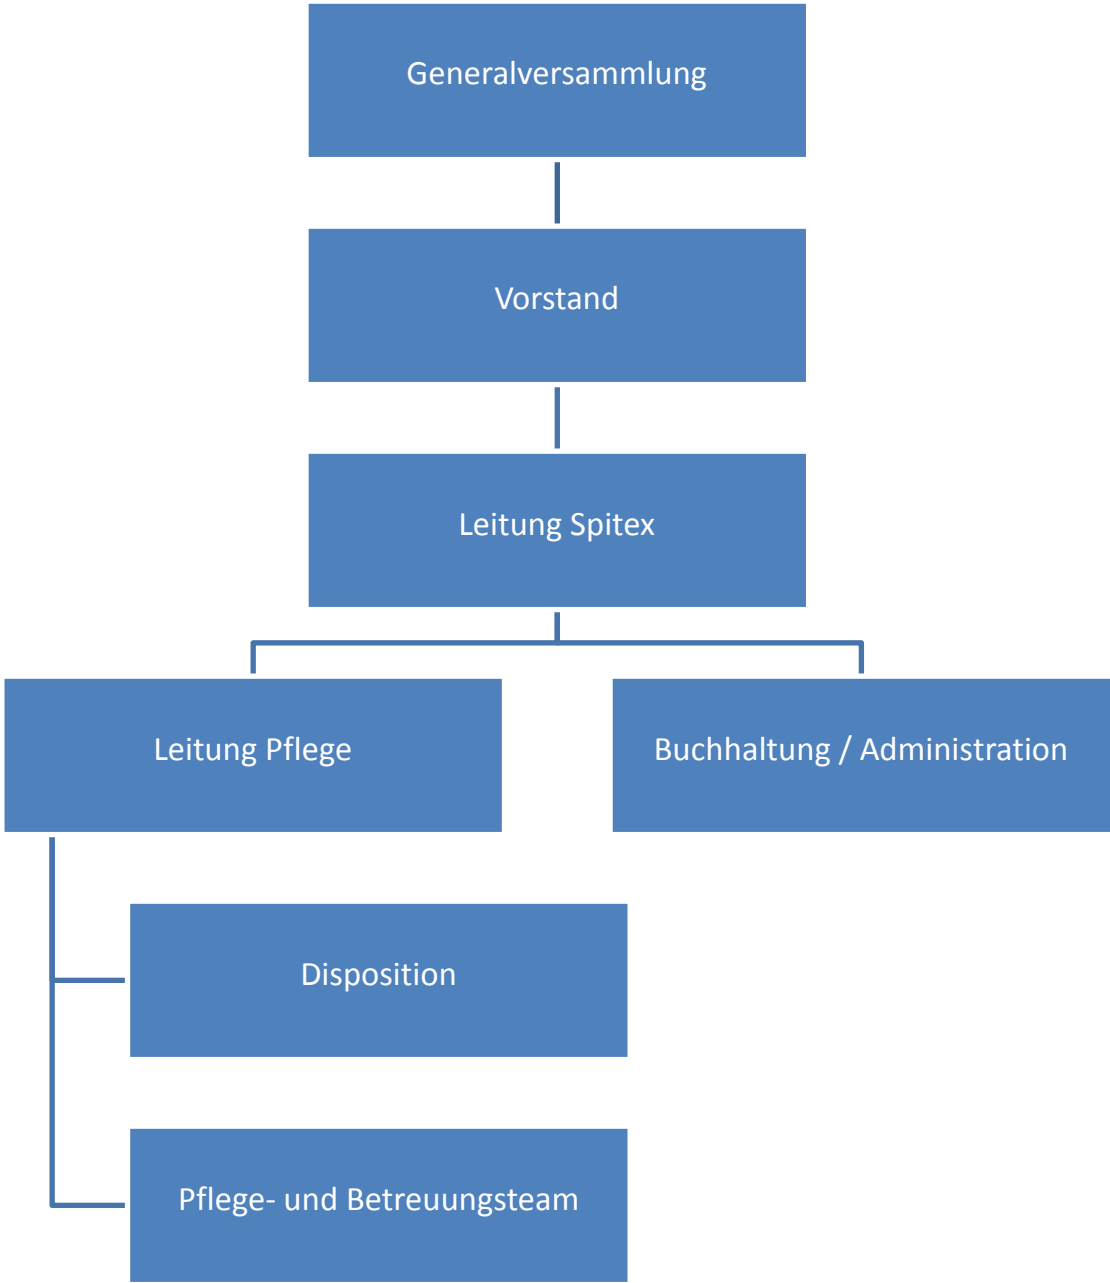 Generalversammlung
Vorstand
Leitung Spitex
Leitung Pflege
Buchhaltung / Administration
Disposition
Pflege- und Betreuungsteam